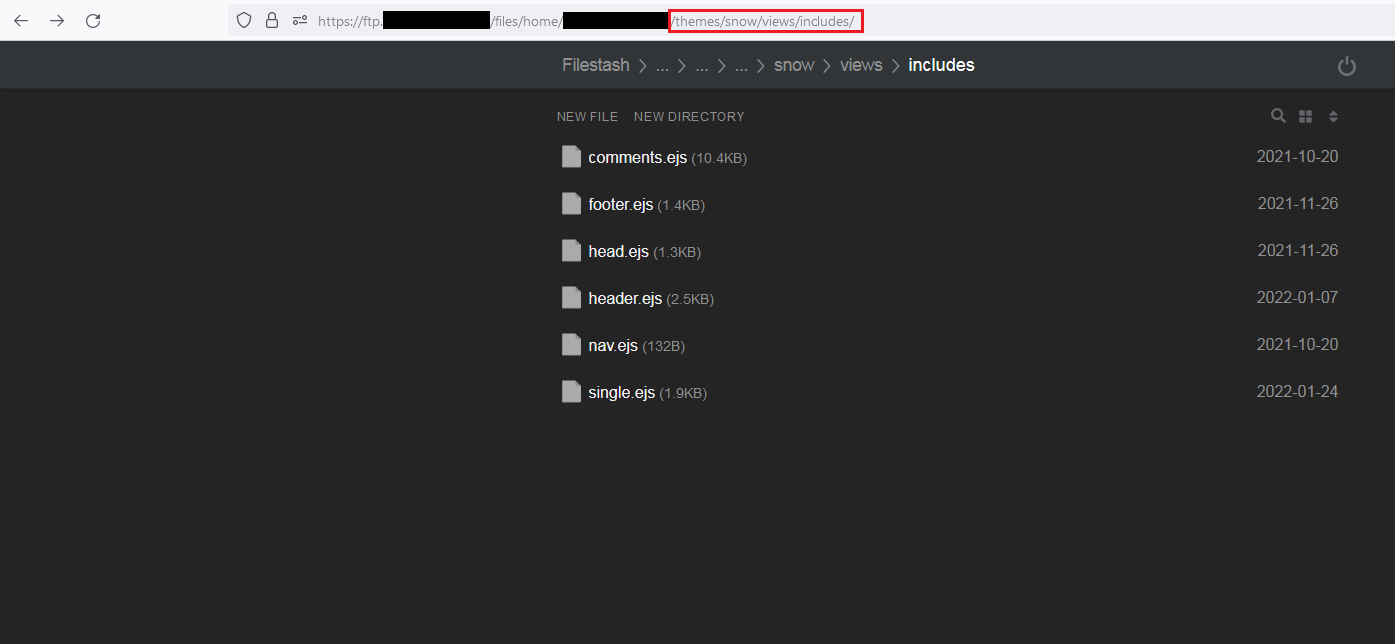 https://ftp. /files/home/ /themes/snow/views/includes/
Filestash > ... > ... > ... > snow > views > includes
NEW FILE NEW DIRECTORY
comments.ejs (10.4KB) 2021-10-20
footer.ejs (1.4KB) 2021-11-26
head.ejs (1.3KB) 2021-11-26
header.ejs (2.5KB) 2022-01-07
nav.ejs (132B) 2021-10-20
single.ejs (1.9KB) 2022-01-24